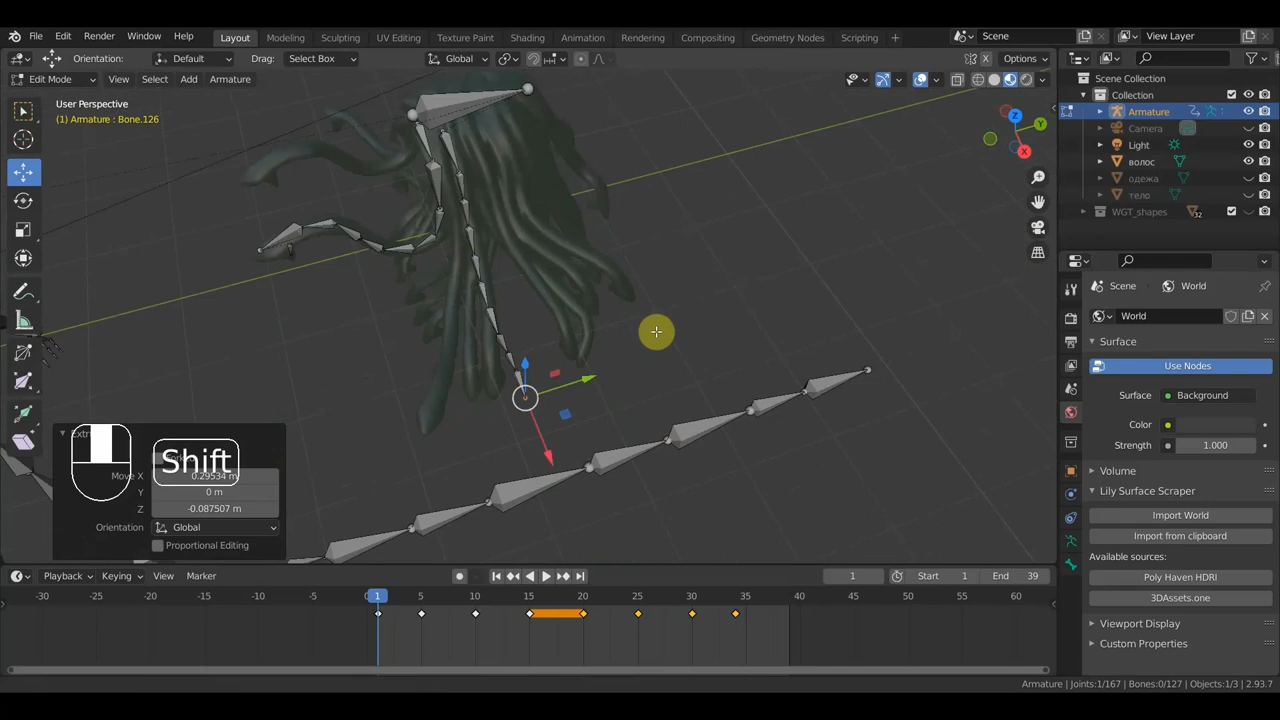 File Edit Render Window Help Layout Modeling Sculpting UV Editing Texture Paint Shading Animation Rendering Compositing Geometry Nodes Scripting + Scene View Layer
Orientation: Default Drag: Select Box Global Options
Edit Mode View Select Add Armature
User Perspective
(1) Armature : Bone.126
Z
Y
X
Scene Collection
Collection
Armature
Camera
Light
волос
одежа
тело
WGT_shapes
32
Scene World
World
Surface
Use Nodes
Surface Background
Color
Strength 1.000
Volume
Lily Surface Scraper
Import World
Import from clipboard
Available sources:
Poly Haven HDRI
3DAssets.one
Viewport Display
Custom Properties
Shift
Move X 0.29534 m
Y 0 m
Z -0.087507 m
Orientation Global
Proportional Editing
Playback Keying View Marker 1 Start 1 End 39
-30 -25 -20 -15 -10 -5 1 5 10 15 20 25 30 35 40 45 50 55 60
Armature | Joints:1/167 | Bones:0/127 | Objects:1/3 | 2.93.7